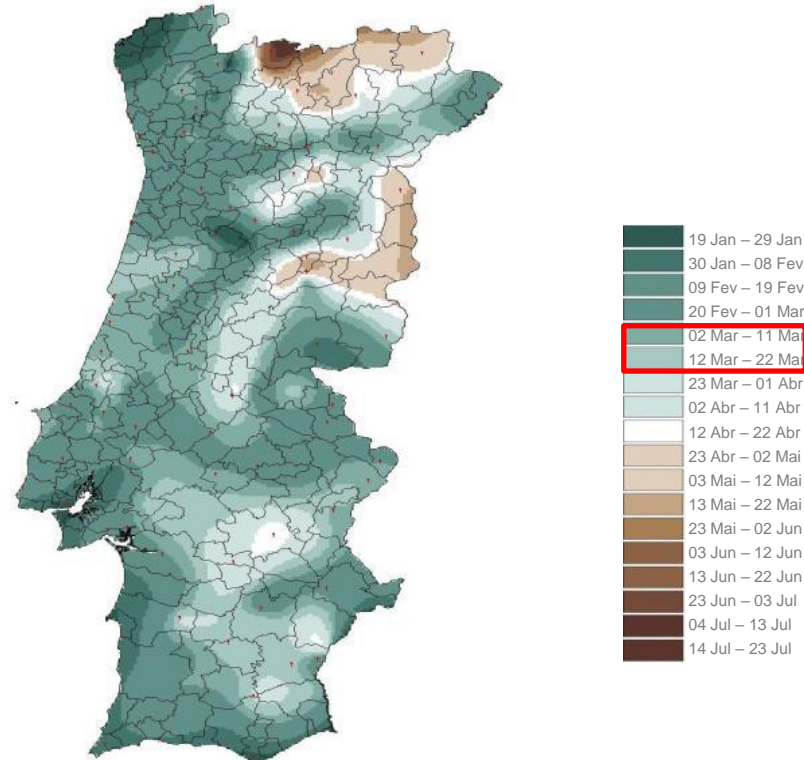 19 Jan – 29 Jan
30 Jan – 08 Fev
09 Fev – 19 Fev
20 Fev – 01 Mar
02 Mar – 11 Mar
12 Mar – 22 Mar
23 Mar – 01 Abr
02 Abr – 11 Abr
12 Abr – 22 Abr
23 Abr – 02 Mai
03 Mai – 12 Mai
13 Mai – 22 Mai
23 Mai – 02 Jun
03 Jun – 12 Jun
13 Jun – 22 Jun
23 Jun – 03 Jul
04 Jul – 13 Jul
14 Jul – 23 Jul